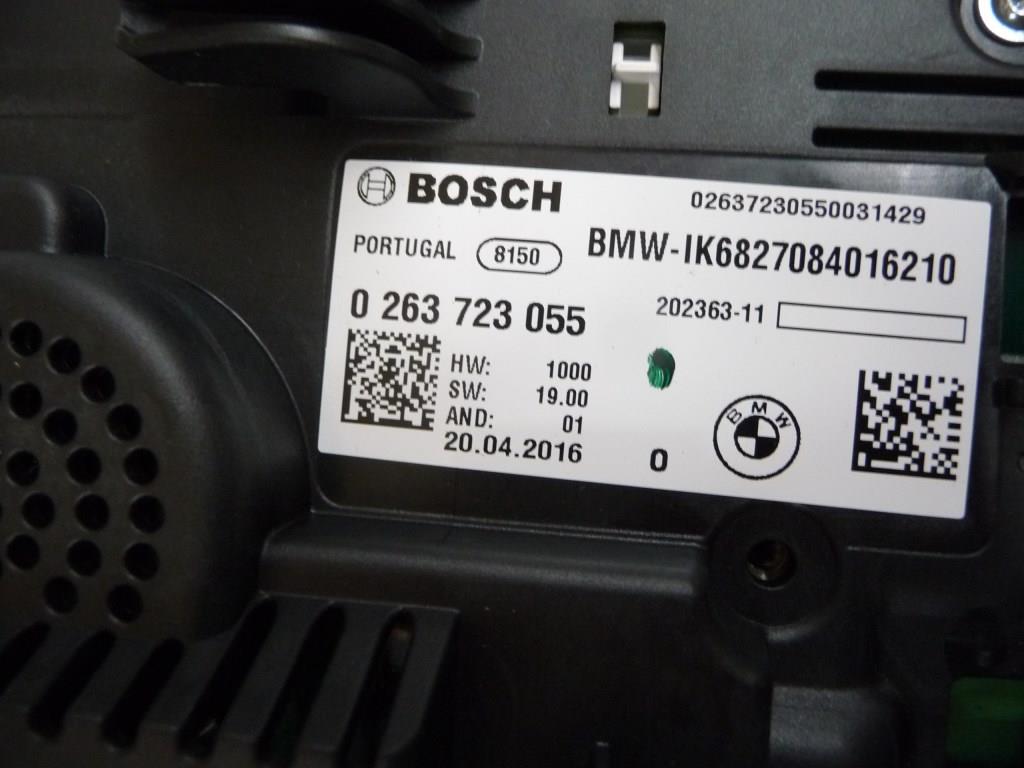 BOSCH
02637230550031429
PORTUGAL 8150
BMW-IK6827084016210
0 263 723 055
202363-11
HW: 1000
SW: 19.00
AND: 01
20.04.2016
0
BMW